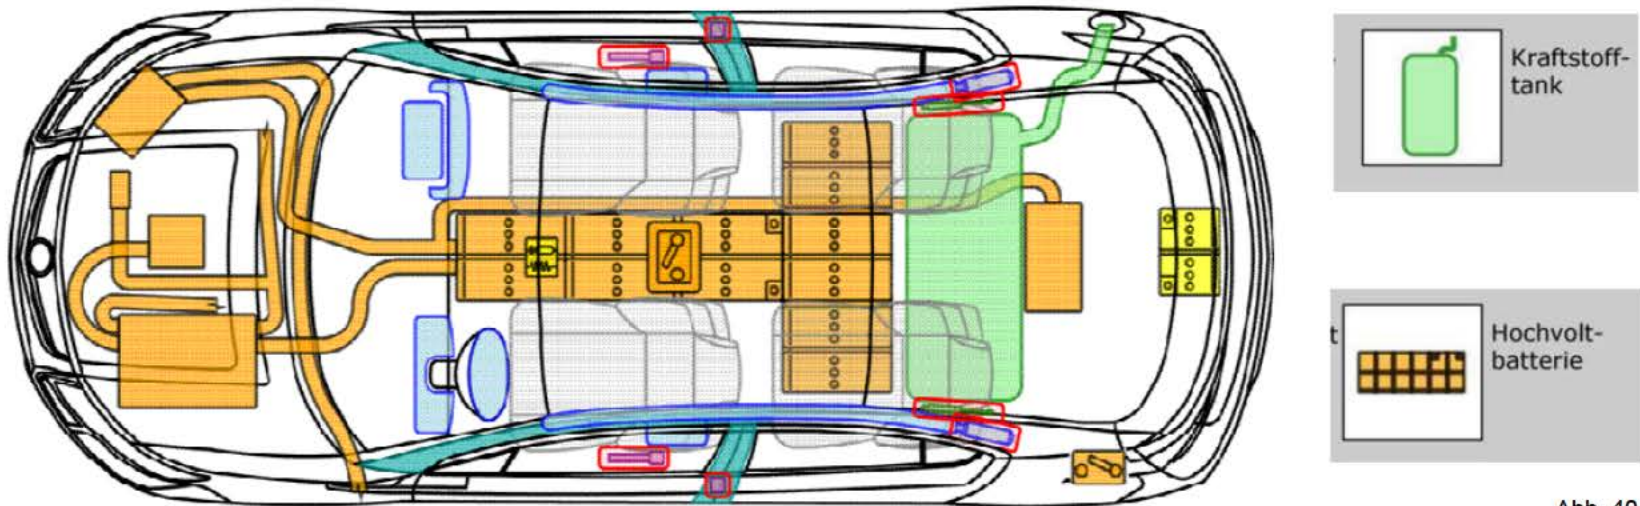 Kraftstoff-
tank
t
Hochvolt-
batterie